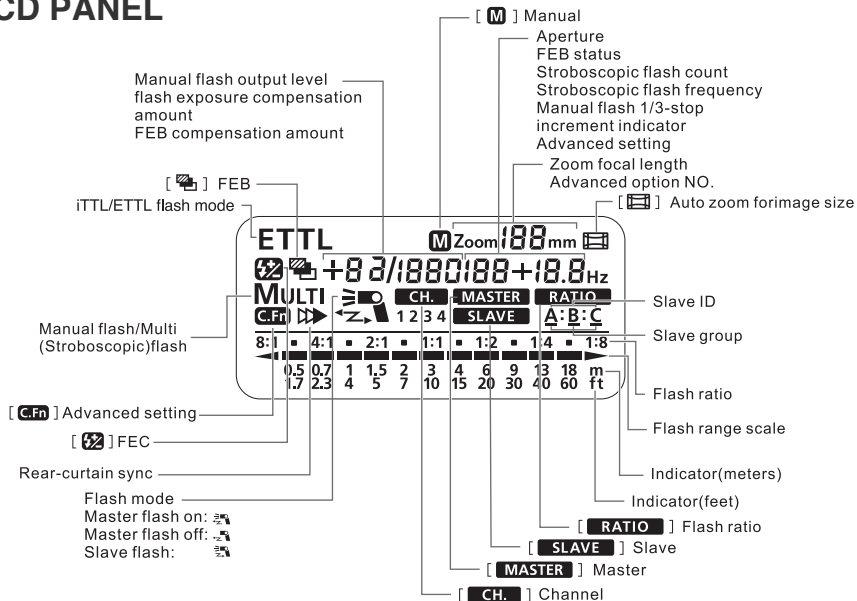 CD PANEL
[ M ] Manual
Aperture
FEB status
Stroboscopic flash count
Stroboscopic flash frequency
Manual flash 1/3-stop
increment indicator
Advanced setting
Zoom focal length
Advanced option NO.
[ ] Auto zoom forimage size
Manual flash output level
flash exposure compensation
amount
FEB compensation amount
[ ] FEB
iTTL/ETTL flash mode
ETTL M Zoom 188 mm
+8 8/1880188+18.8 Hz
MULTI CH. MASTER RATIO
C.Fn 1 2 3 4 SLAVE A:B:C
8:1 4:1 2:1 1:1 1:2 1:4 1:8
0.5 0.7 1 1.5 2 3 4 6 9 13 18 m
1.7 2.3 4 5 7 10 15 20 30 40 60 ft
Slave ID
Slave group
Manual flash/Multi
(Stroboscopic)flash
Flash ratio
Flash range scale
[ C.Fn ] Advanced setting
[ ] FEC
Rear-curtain sync
Indicator(meters)
Flash mode
Indicator(feet)
Master flash on:
Master flash off:
Slave flash:
[ RATIO ] Flash ratio
[ SLAVE ] Slave
[ MASTER ] Master
[ CH. ] Channel